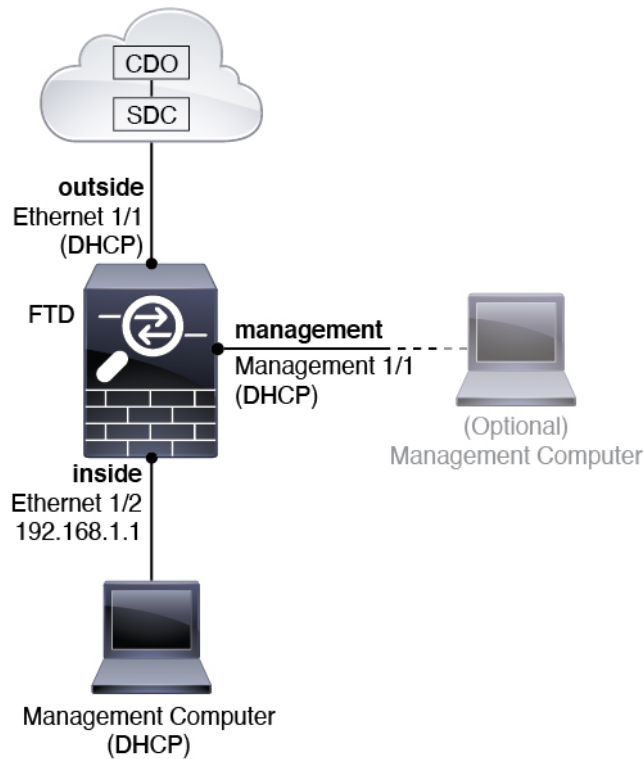 CDO
SDC
outside
Ethernet 1/1
(DHCP)
FTD
management
Management 1/1
(DHCP)
(Optional)
Management Computer
inside
Ethernet 1/2
192.168.1.1
Management Computer
(DHCP)